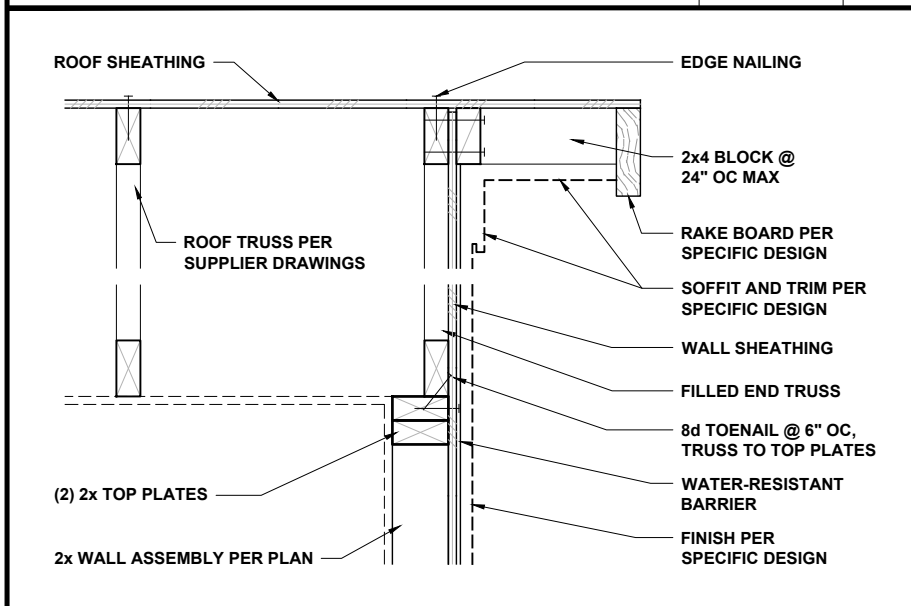 ROOF SHEATHING
EDGE NAILING
2x4 BLOCK @
24" OC MAX
ROOF TRUSS PER
SUPPLIER DRAWINGS
RAKE BOARD PER
SPECIFIC DESIGN
SOFFIT AND TRIM PER
SPECIFIC DESIGN
WALL SHEATHING
FILLED END TRUSS
8d TOENAIL @ 6" OC,
TRUSS TO TOP PLATES
(2) 2x TOP PLATES
WATER-RESISTANT
BARRIER
2x WALL ASSEMBLY PER PLAN
FINISH PER
SPECIFIC DESIGN